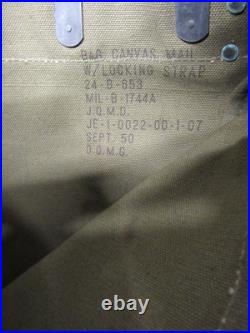 BAG, CANVAS, MAIL
W/LOCKING STRAP
24-B-653
MIL-B-1744A
J.Q.M.D.
JE-1-0022-00-1-07
SEPT. 50
O.Q.M.G.